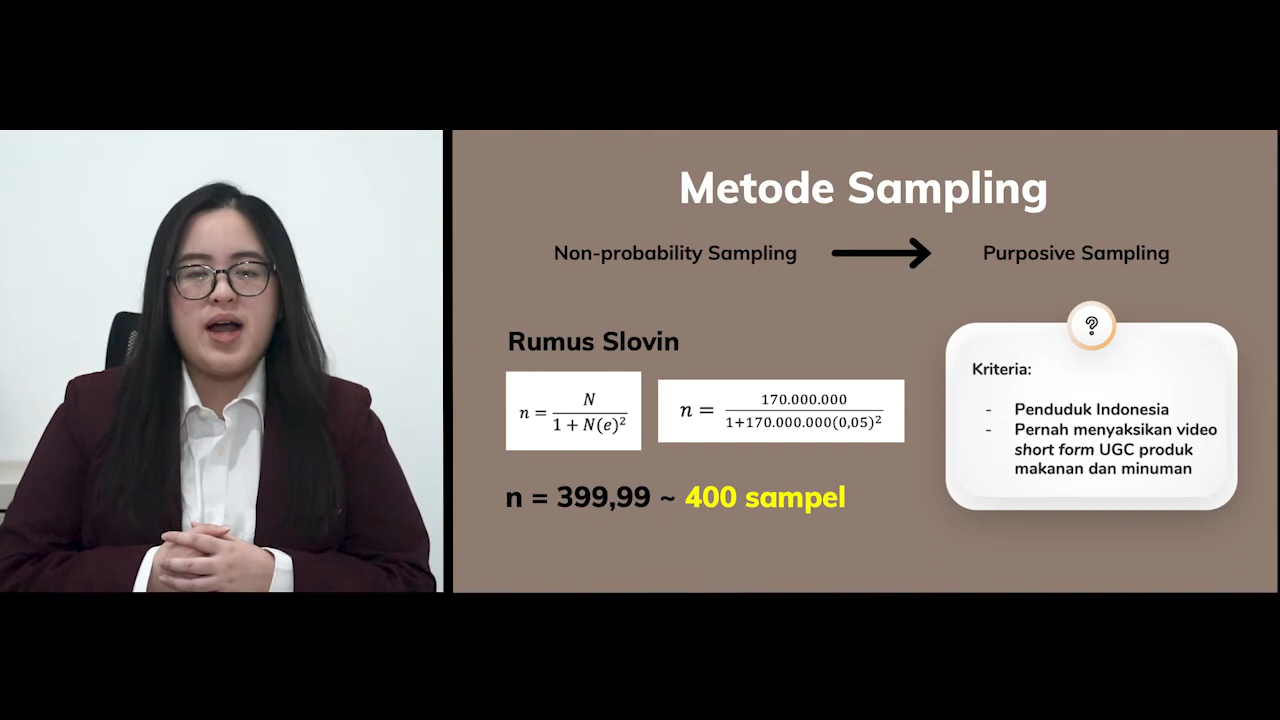 Metode Sampling
Non-probability Sampling
Purposive Sampling
Rumus Slovin
n = N / 1 + N(e)²
n = 170.000.000 / 1+170.000.000(0,05)²
n = 399,99 ~ 400 sampel
?
Kriteria:
- Penduduk Indonesia
- Pernah menyaksikan video
short form UGC produk
makanan dan minuman